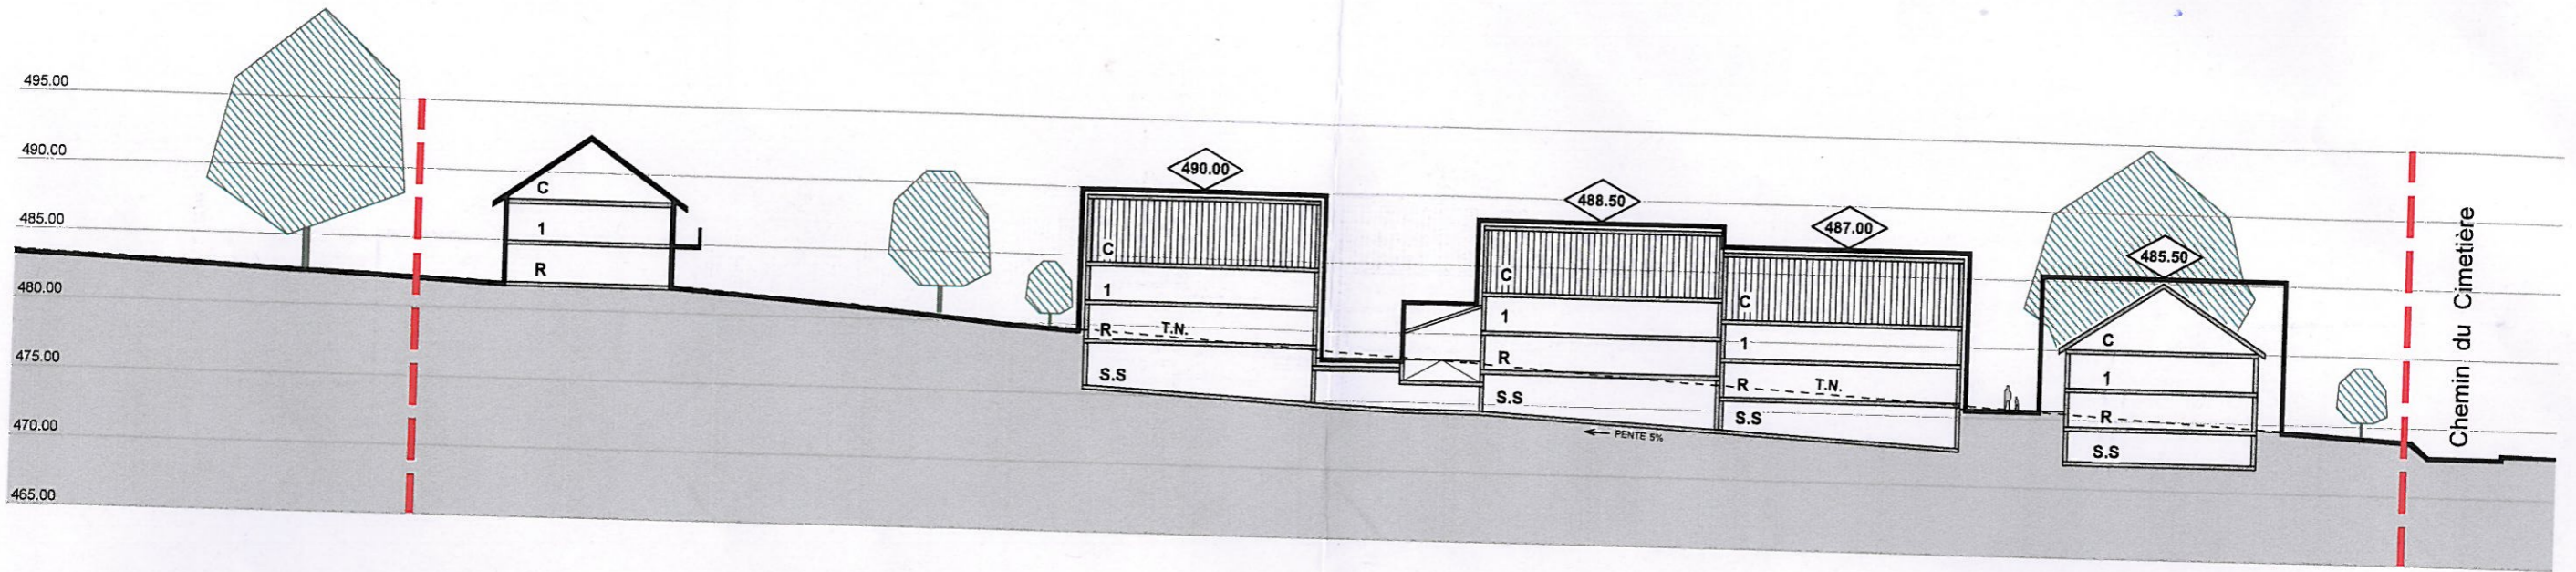 495.00
490.00
485.00
480.00
475.00
470.00
465.00
C
1
R
490.00
C
1
R T.N.
S.S
488.50
C
1
R
S.S
487.00
C
1
R T.N.
S.S
PENTE 5%
485.50
C
1
R
S.S
Chemin du Cimetière